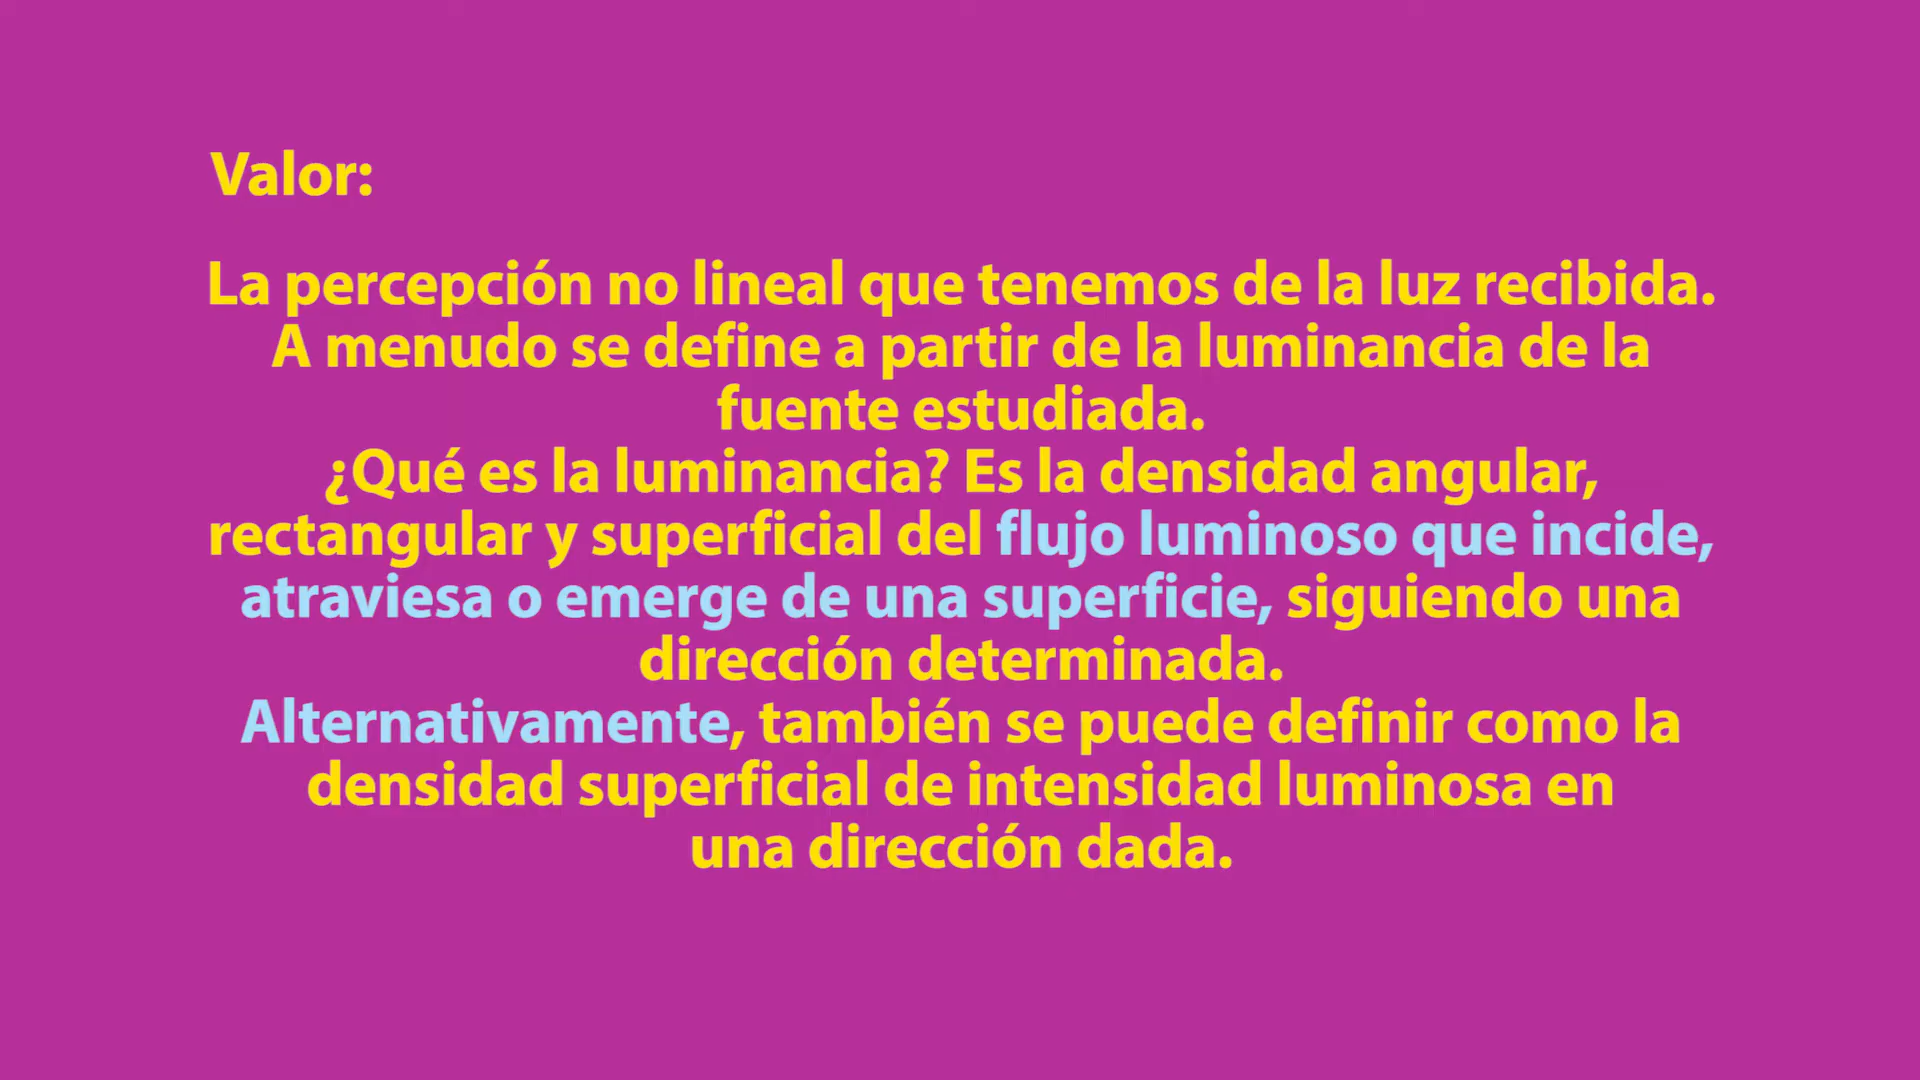 Valor:
La percepción no lineal que tenemos de la luz recibida.
A menudo se define a partir de la luminancia de la
fuente estudiada.
¿Qué es la luminancia? Es la densidad angular,
rectangular y superficial del flujo luminoso que incide,
atraviesa o emerge de una superficie, siguiendo una
dirección determinada.
Alternativamente, también se puede definir como la
densidad superficial de intensidad luminosa en
una dirección dada.